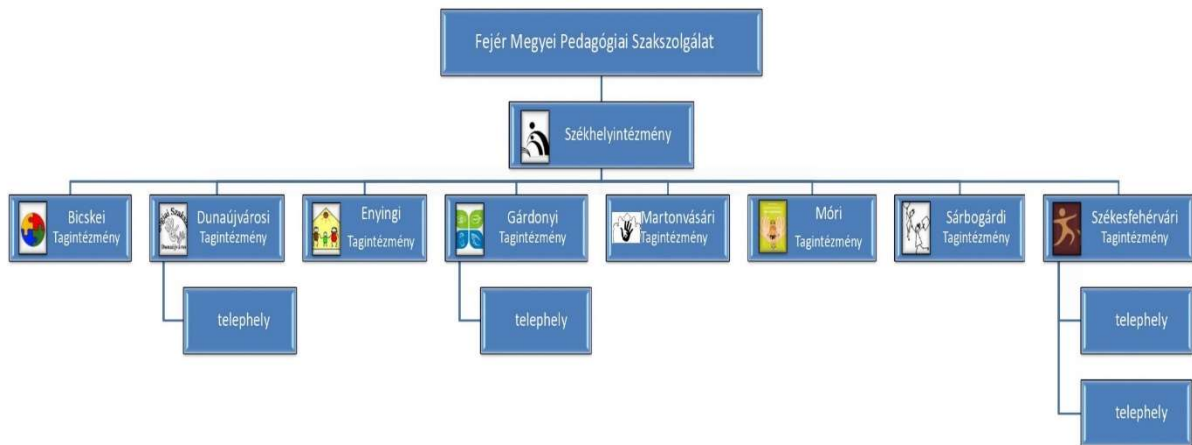 Fejér Megyei Pedagógiai Szakszolgálat
Székhelyintézmény
Bicskei
Tagintézmény
Dunaújvárosi
Tagintézmény
Enyingi
Tagintézmény
Gárdonyi
Tagintézmény
Martonvásári
Tagintézmény
Móri
Tagintézmény
Sárbogárdi
Tagintézmény
Székesfehérvári
Tagintézmény
telephely
telephely
telephely
telephely